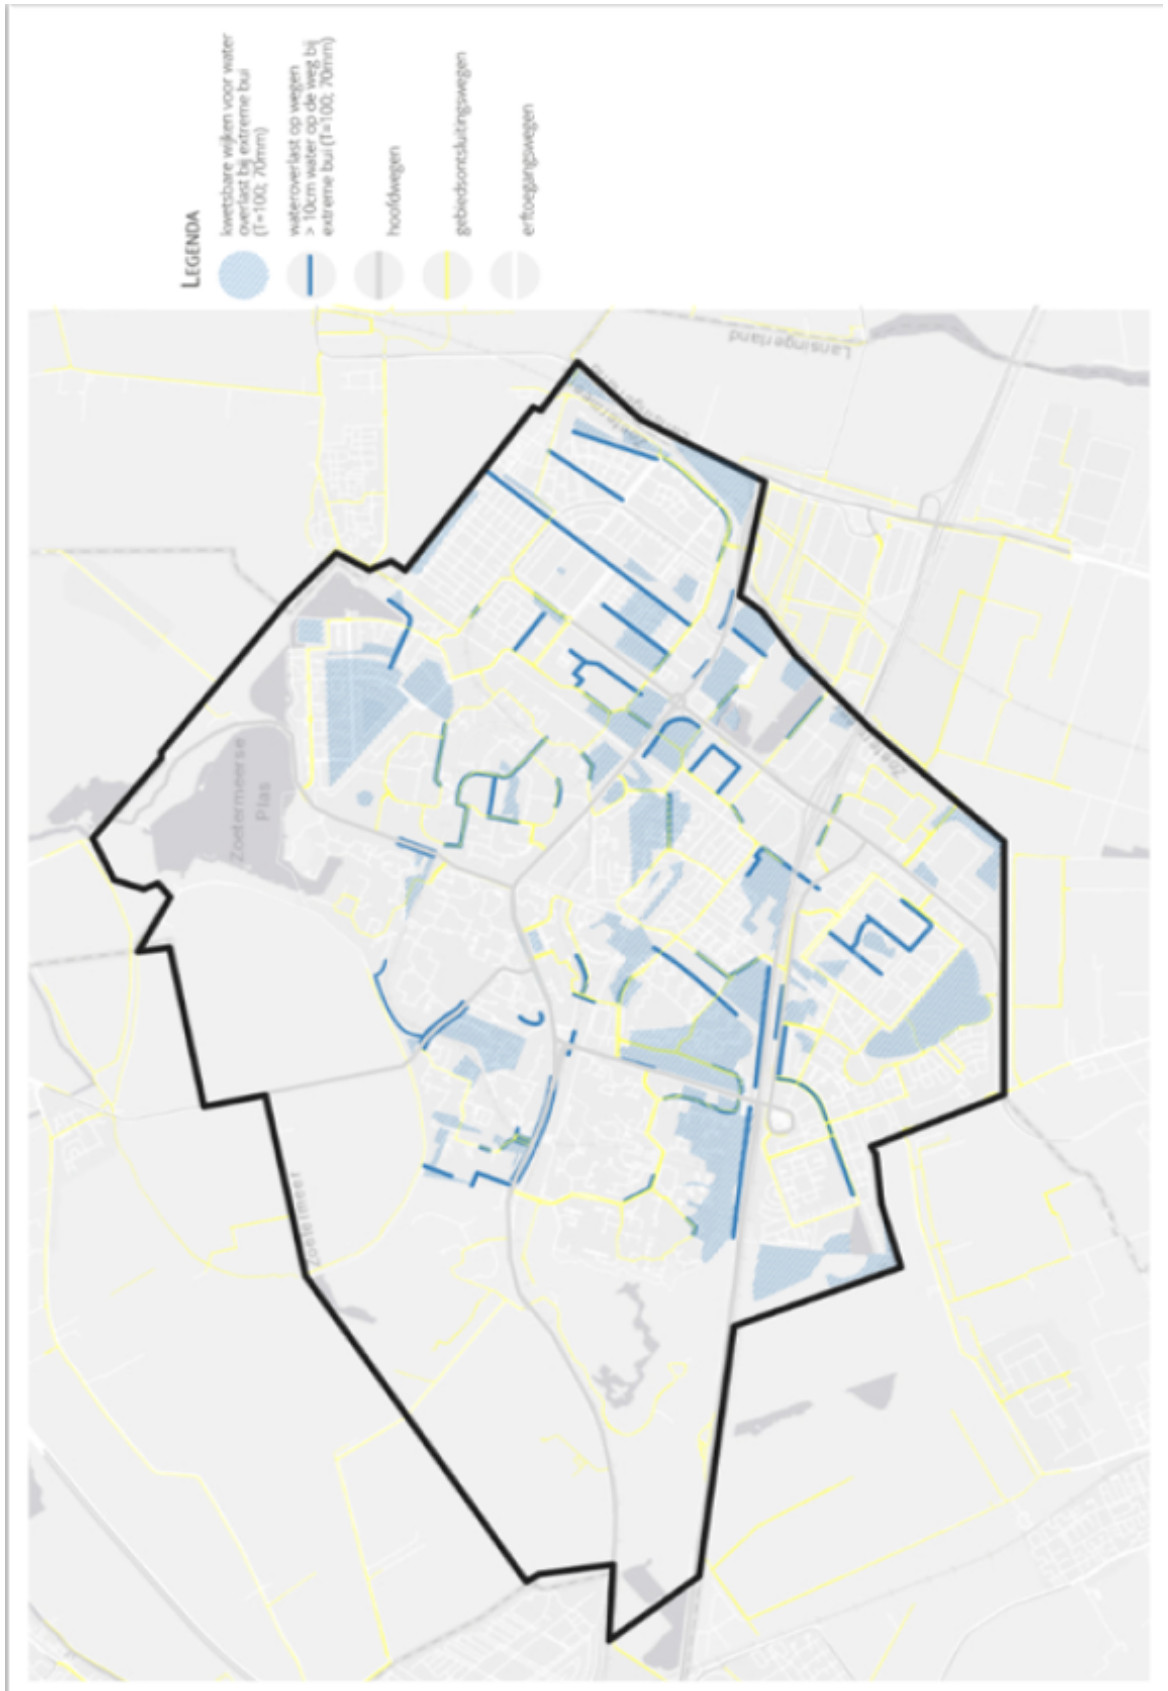 LEGENDA
kwetsbare wijken voor water
overlast bij extreme bui
(T=100; 70mm)
wateroverlast op wegen
> 10cm water op de weg bij
extreme bui (T=100; 70mm)
hoofdwegen
gebiedsontsluitingswegen
erftoegangswegen
Zoetermeerse
Plas
Zoetermeer
Lansingerland